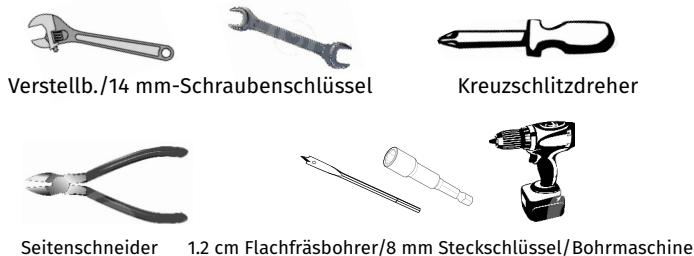 Verstellb./14 mm-Schraubenschlüssel Kreuzschlitzdreher
Seitenschneider 1.2 cm Flachfräsbohrer/8 mm Steckschlüssel/Bohrmaschine